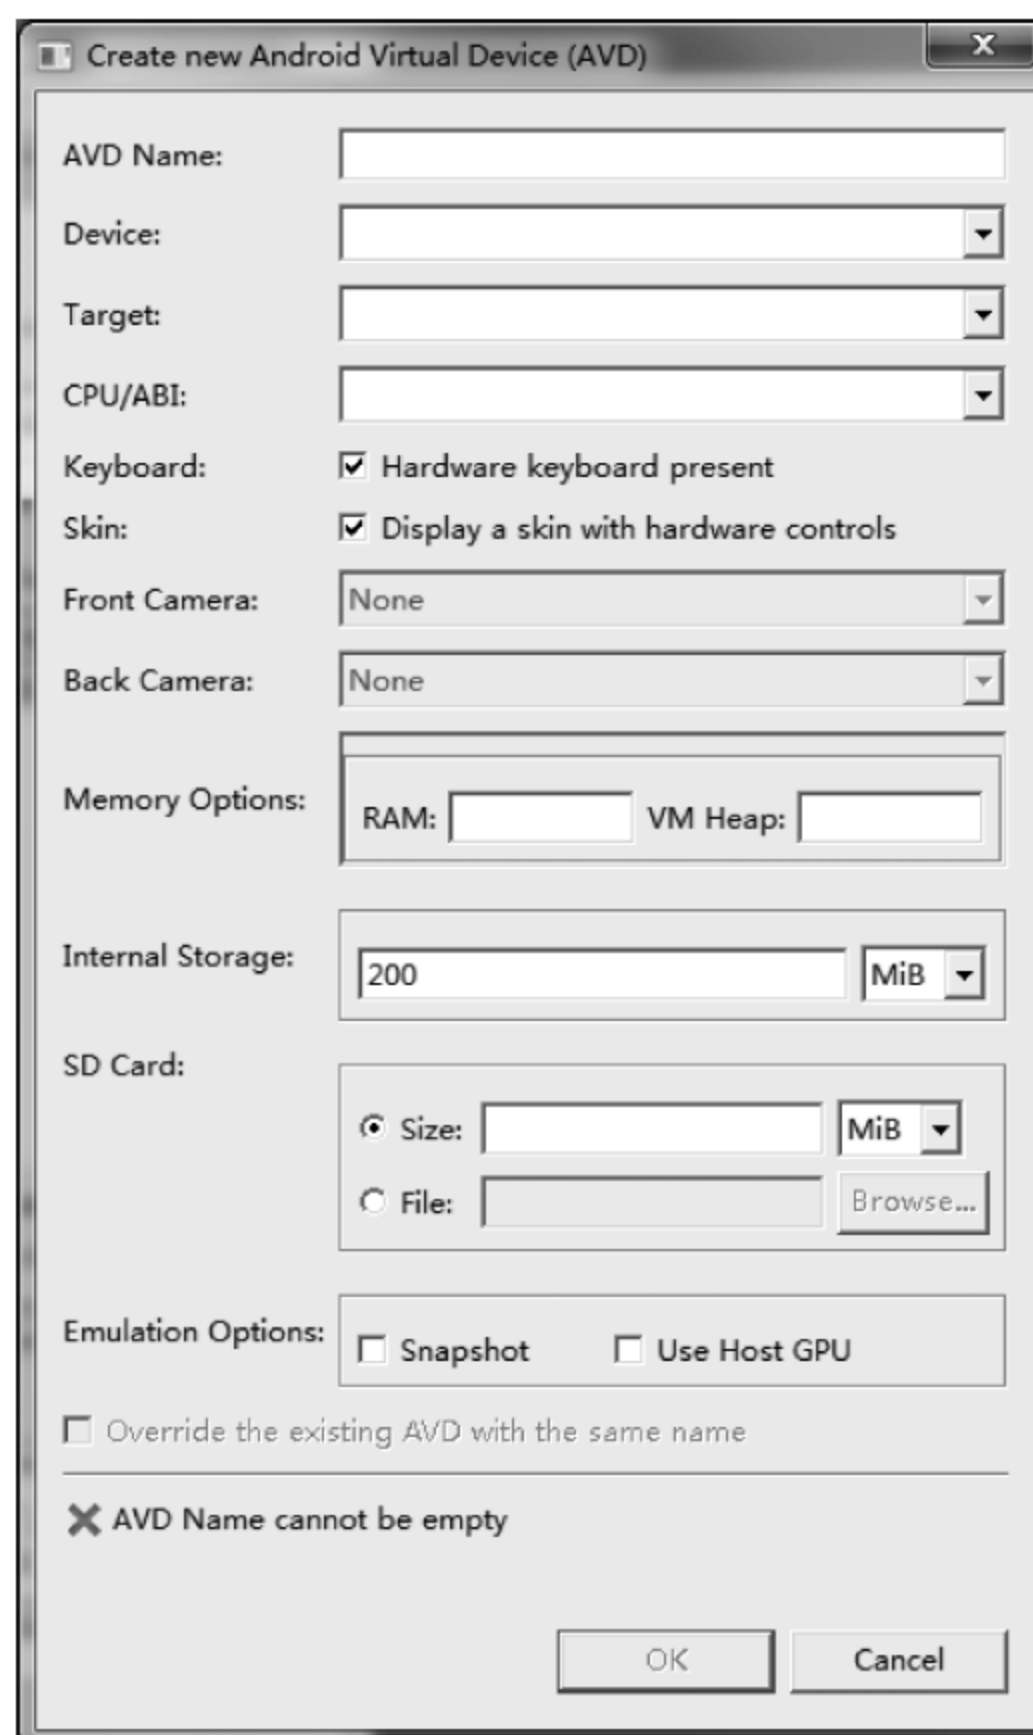 Create new Android Virtual Device (AVD)
AVD Name:
Device:
Target:
CPU/ABI:
Keyboard: Hardware keyboard present
Skin: Display a skin with hardware controls
Front Camera: None
Back Camera: None
Memory Options: RAM: VM Heap:
Internal Storage: 200 MiB
SD Card:
Size: MiB
File: Browse...
Emulation Options: Snapshot Use Host GPU
Override the existing AVD with the same name
AVD Name cannot be empty
OK Cancel